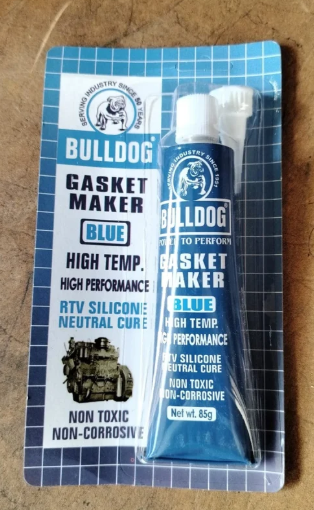 SERVING INDUSTRY SINCE 60 YEARS
BULLDOG
GASKET
MAKER
BLUE
HIGH TEMP.
HIGH PERFORMANCE
RTV SILICONE
NEUTRAL CURE
NON TOXIC
NON-CORROSIVE
SERVING INDUSTRY SINCE 1931
BULLDOG
TO PERFORM
GASKET
MAKER
BLUE
HIGH TEMP.
HIGH PERFORMANCE
RTV SILICONE
NEUTRAL CURE
NON TOXIC
NON-CORROSIVE
Net wt. 85g